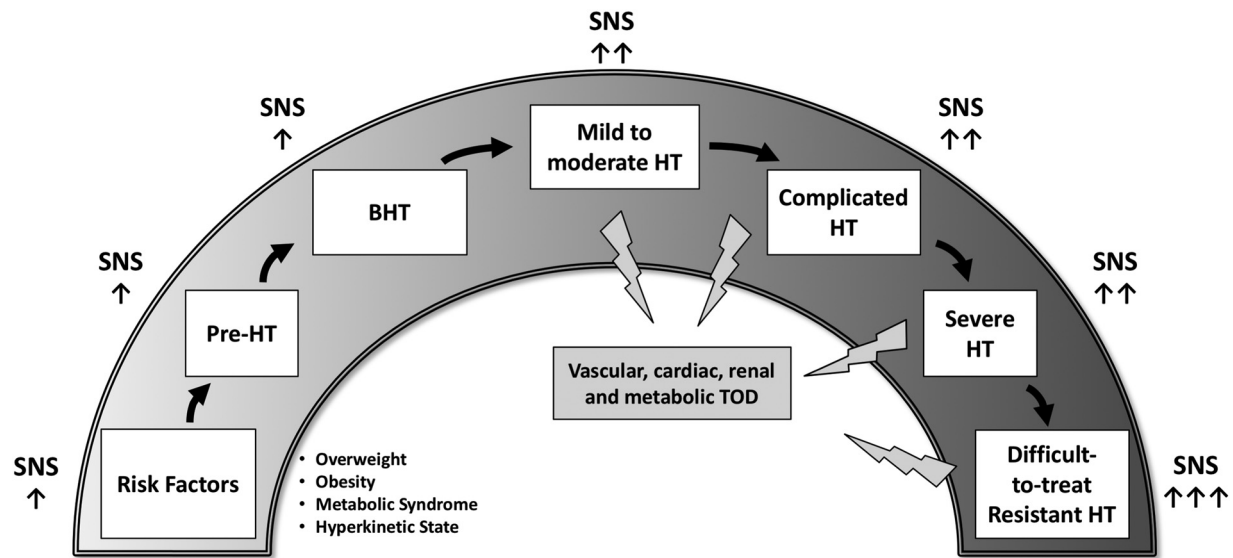 SNS
↑↑
SNS
↑
SNS
↑↑
Mild to
moderate HT
BHT
Complicated
HT
SNS
↑
SNS
↑↑
Pre-HT
Severe
HT
Vascular, cardiac, renal
and metabolic TOD
Risk Factors
• Overweight
• Obesity
• Metabolic Syndrome
• Hyperkinetic State
SNS
↑
Difficult-
to-treat
Resistant HT
SNS
↑↑↑